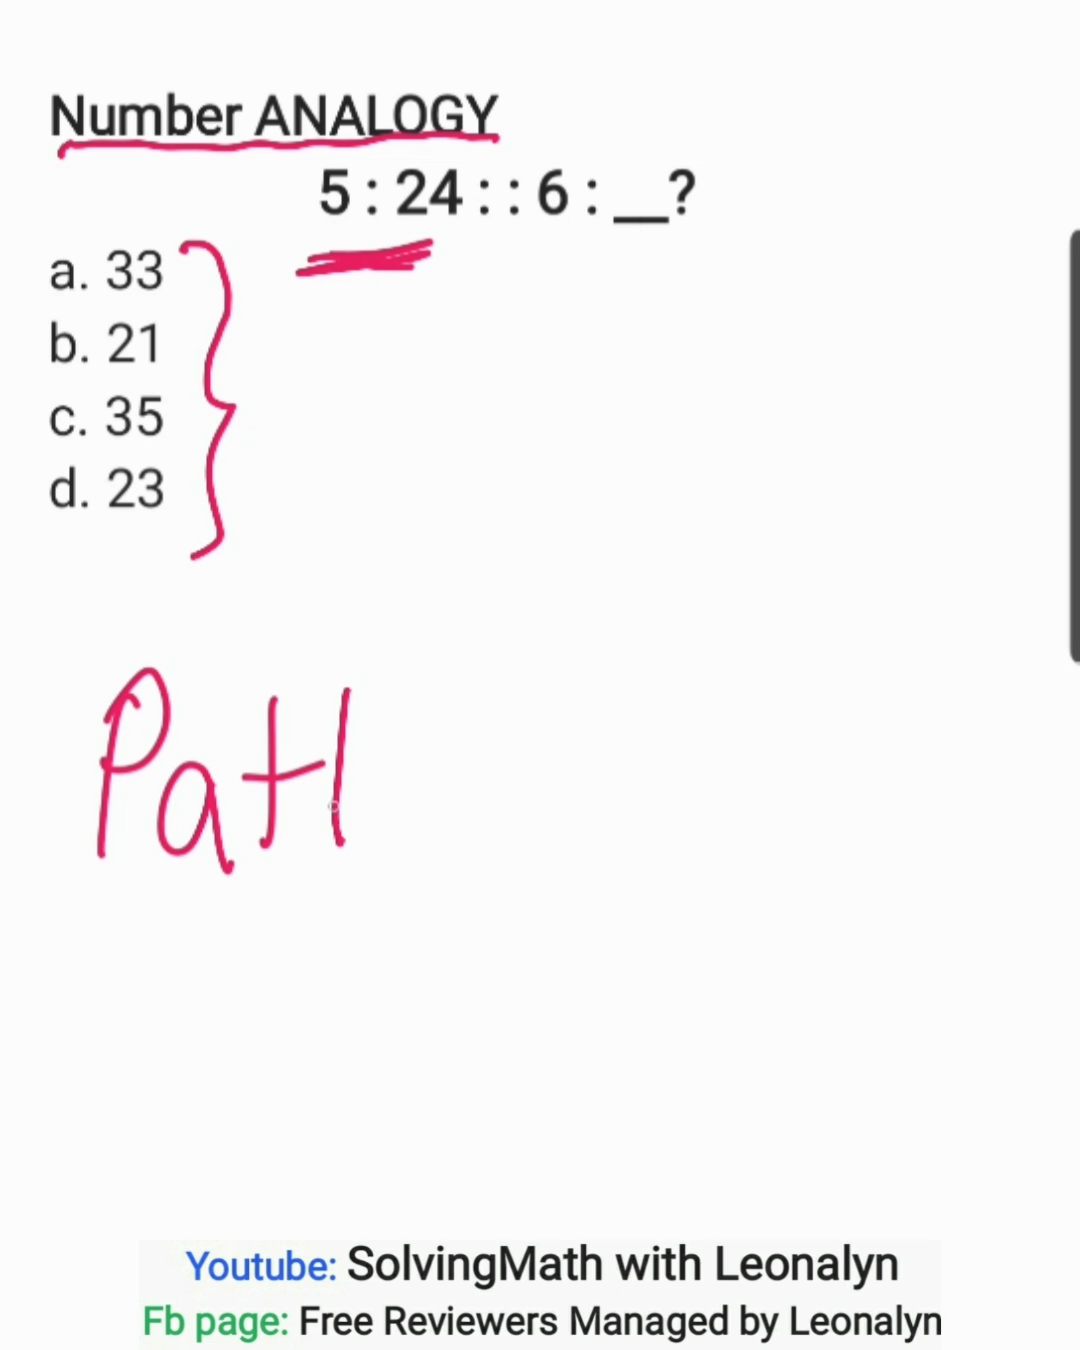 Number ANALOGY
5 : 24 : : 6 : __?
a. 33
b. 21
c. 35
d. 23
Pat
Youtube: SolvingMath with Leonalyn
Fb page: Free Reviewers Managed by Leonalyn